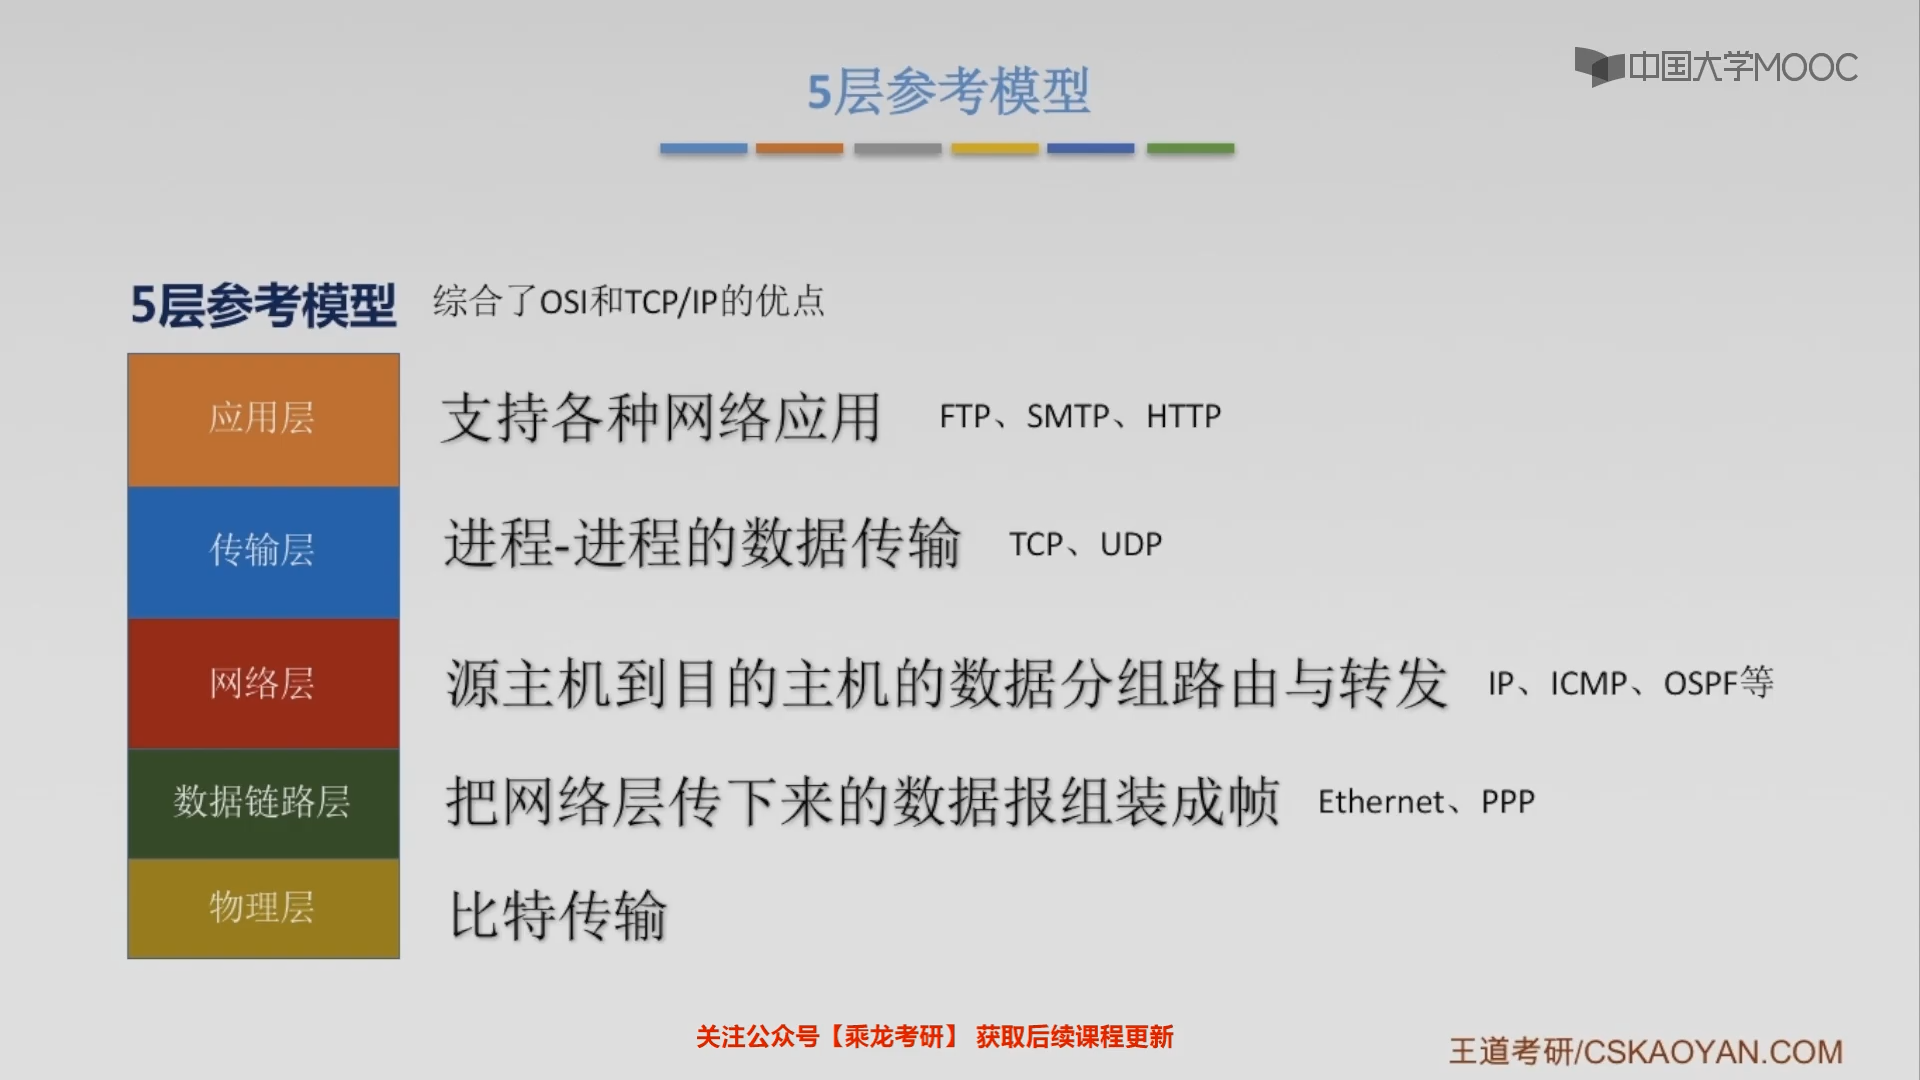 中国大学MOOC
5层参考模型
5层参考模型 综合了OSI和TCP/IP的优点
应用层 支持各种网络应用 FTP、SMTP、HTTP
传输层 进程-进程的数据传输 TCP、UDP
网络层 源主机到目的主机的数据分组路由与转发 IP、ICMP、OSPF等
数据链路层 把网络层传下来的数据报组装成帧 Ethernet、PPP
物理层 比特传输
关注公众号【乘龙考研】 获取后续课程更新
王道考研/CSKAOYAN.COM